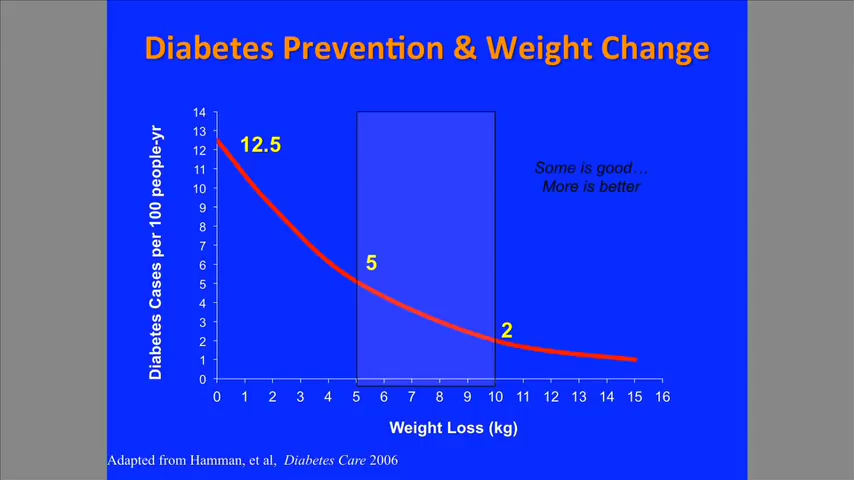 Diabetes Prevention & Weight Change
Diabetes Cases per 100 people-yr
14
13
12
11
10
9
8
7
6
5
4
3
2
1
0
12.5
5
2
Some is good…
More is better
0 1 2 3 4 5 6 7 8 9 10 11 12 13 14 15 16
Weight Loss (kg)
Adapted from Hamman, et al, Diabetes Care 2006